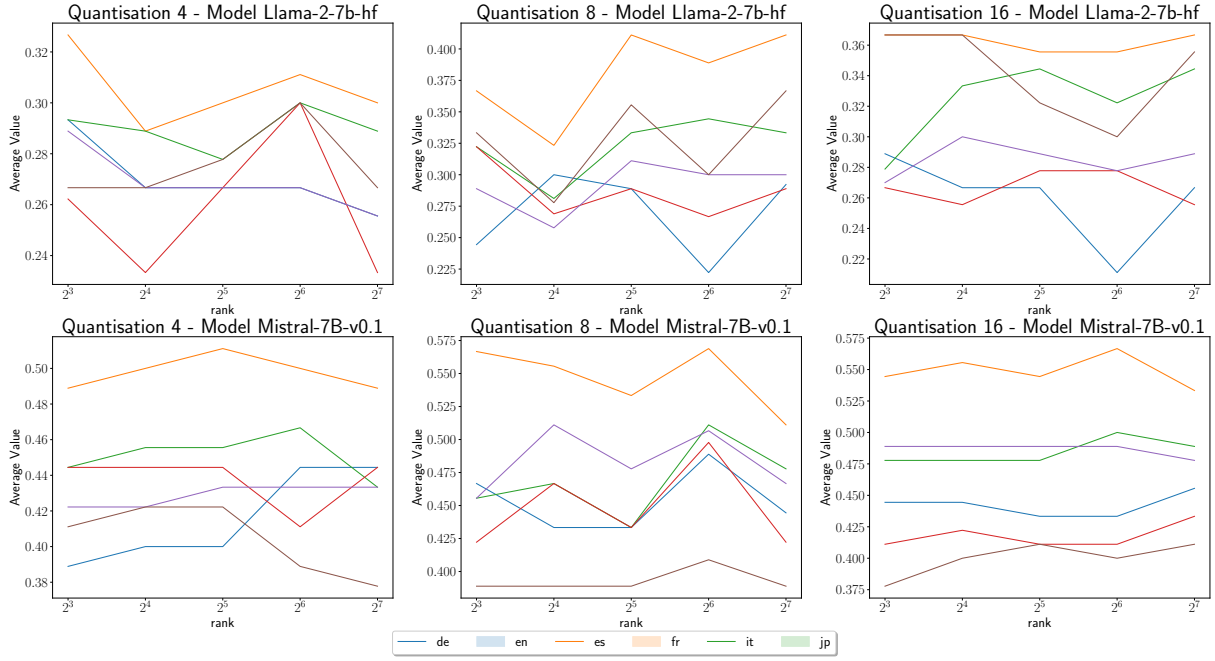 Quantisation 4 - Model Llama-2-7b-hf
Average Value
0.32
0.30
0.28
0.26
0.24
2^3 2^4 2^5 2^6 2^7
rank
Quantisation 8 - Model Llama-2-7b-hf
Average Value
0.400
0.375
0.350
0.325
0.300
0.275
0.250
0.225
2^3 2^4 2^5 2^6 2^7
rank
Quantisation 16 - Model Llama-2-7b-hf
Average Value
0.36
0.34
0.32
0.30
0.28
0.26
0.24
0.22
2^3 2^4 2^5 2^6 2^7
rank
Quantisation 4 - Model Mistral-7B-v0.1
Average Value
0.50
0.48
0.46
0.44
0.42
0.40
0.38
2^3 2^4 2^5 2^6 2^7
rank
Quantisation 8 - Model Mistral-7B-v0.1
Average Value
0.575
0.550
0.525
0.500
0.475
0.450
0.425
0.400
2^3 2^4 2^5 2^6 2^7
rank
Quantisation 16 - Model Mistral-7B-v0.1
Average Value
0.575
0.550
0.525
0.500
0.475
0.450
0.425
0.400
0.375
2^3 2^4 2^5 2^6 2^7
rank
de en es fr it jp